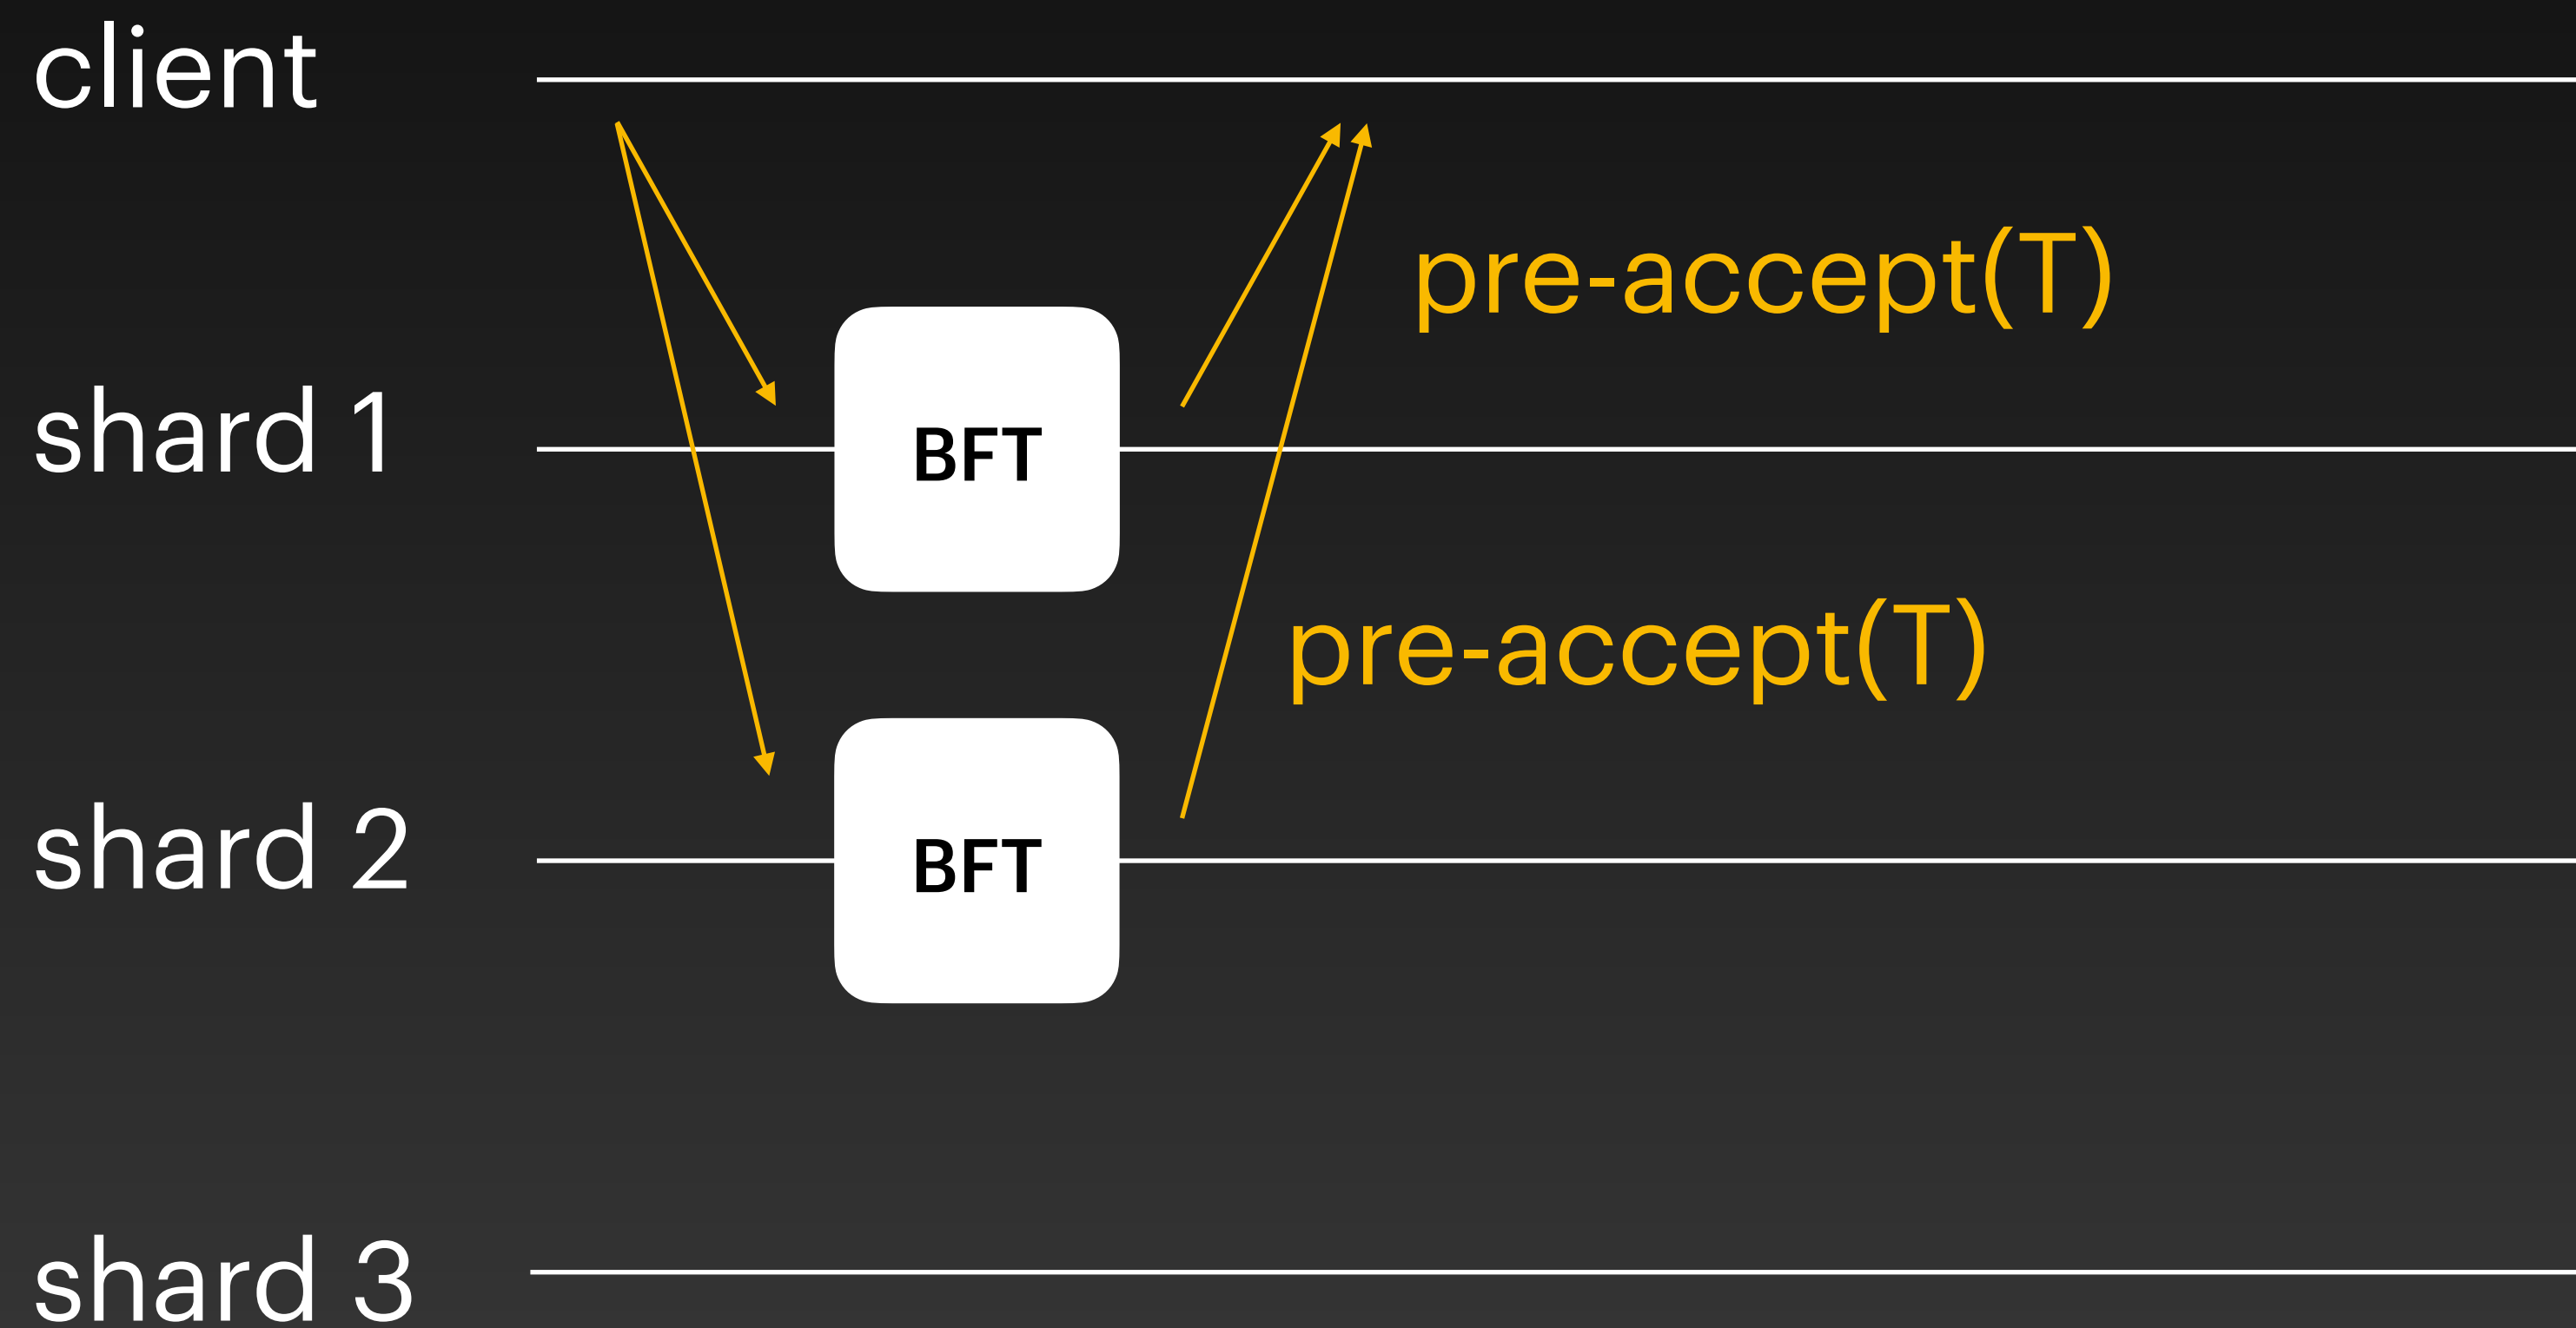 client
pre-accept(T)
shard 1
BFT
pre-accept(T)
shard 2
BFT
shard 3